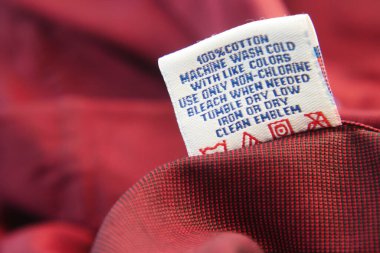 100% COTTON
MACHINE WASH COLD
WITH LIKE COLORS
USE ONLY NON-CHLORINE
BLEACH WHEN NEEDED
TUMBLE DRY LOW
IRON OR DRY
CLEAN EMBLEM